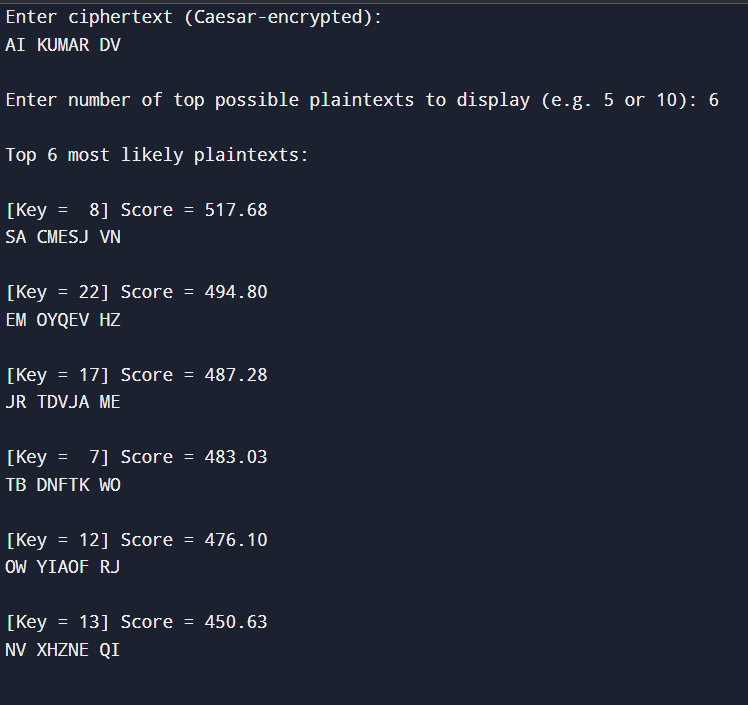 Enter ciphertext (Caesar-encrypted):
AI KUMAR DV
Enter number of top possible plaintexts to display (e.g. 5 or 10): 6
Top 6 most likely plaintexts:
[Key =  8] Score = 517.68
SA CMESJ VN
[Key = 22] Score = 494.80
EM OYQEV HZ
[Key = 17] Score = 487.28
JR TDVJA ME
[Key =  7] Score = 483.03
TB DNFTK WO
[Key = 12] Score = 476.10
OW YIAOF RJ
[Key = 13] Score = 450.63
NV XHZNE QI